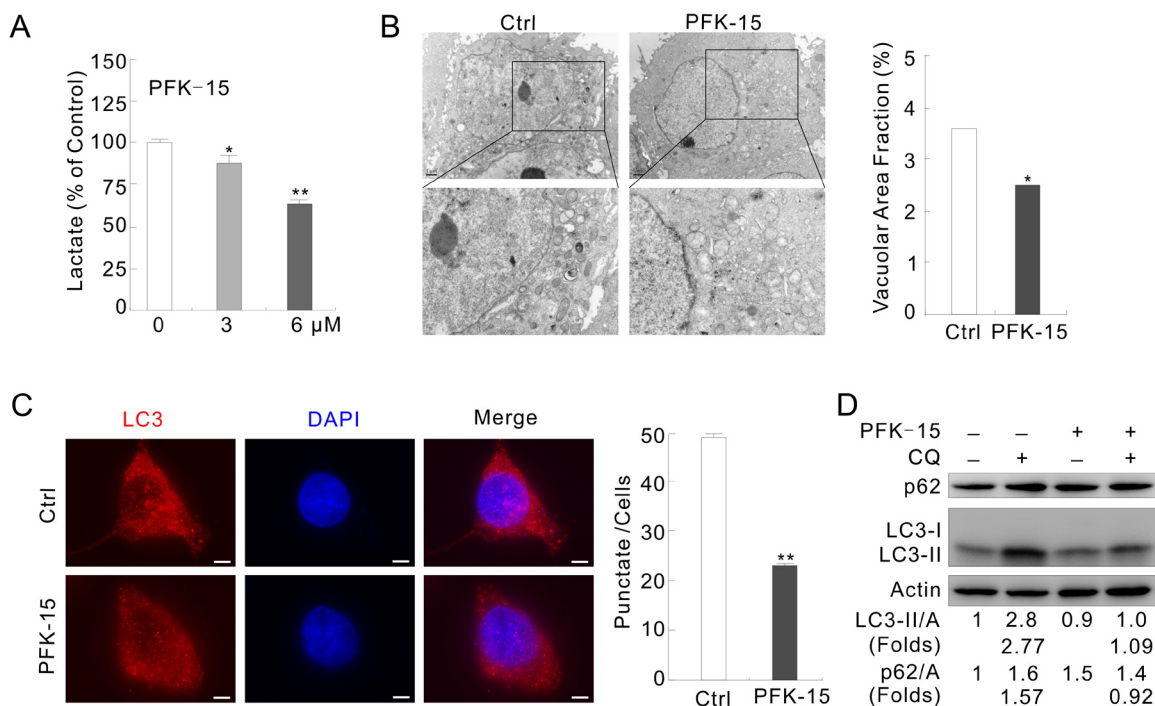 A
Lactate (% of Control)
150
125
100
75
50
25
0
PFK-15
*
**
0 3 6 µM
B
Ctrl PFK-15
Vacuolar Area Fraction (%)
6
5
4
3
2
1
0
*
Ctrl PFK-15
C
LC3 DAPI Merge
Ctrl
PFK-15
Punctate /Cells
50
40
30
20
10
0
**
Ctrl PFK-15
D
PFK-15 – – + +
CQ – + – +
p62
LC3-I
LC3-II
Actin
LC3-II/A 1 2.8 0.9 1.0
(Folds) 2.77 1.09
p62/A 1 1.6 1.5 1.4
(Folds) 1.57 0.92